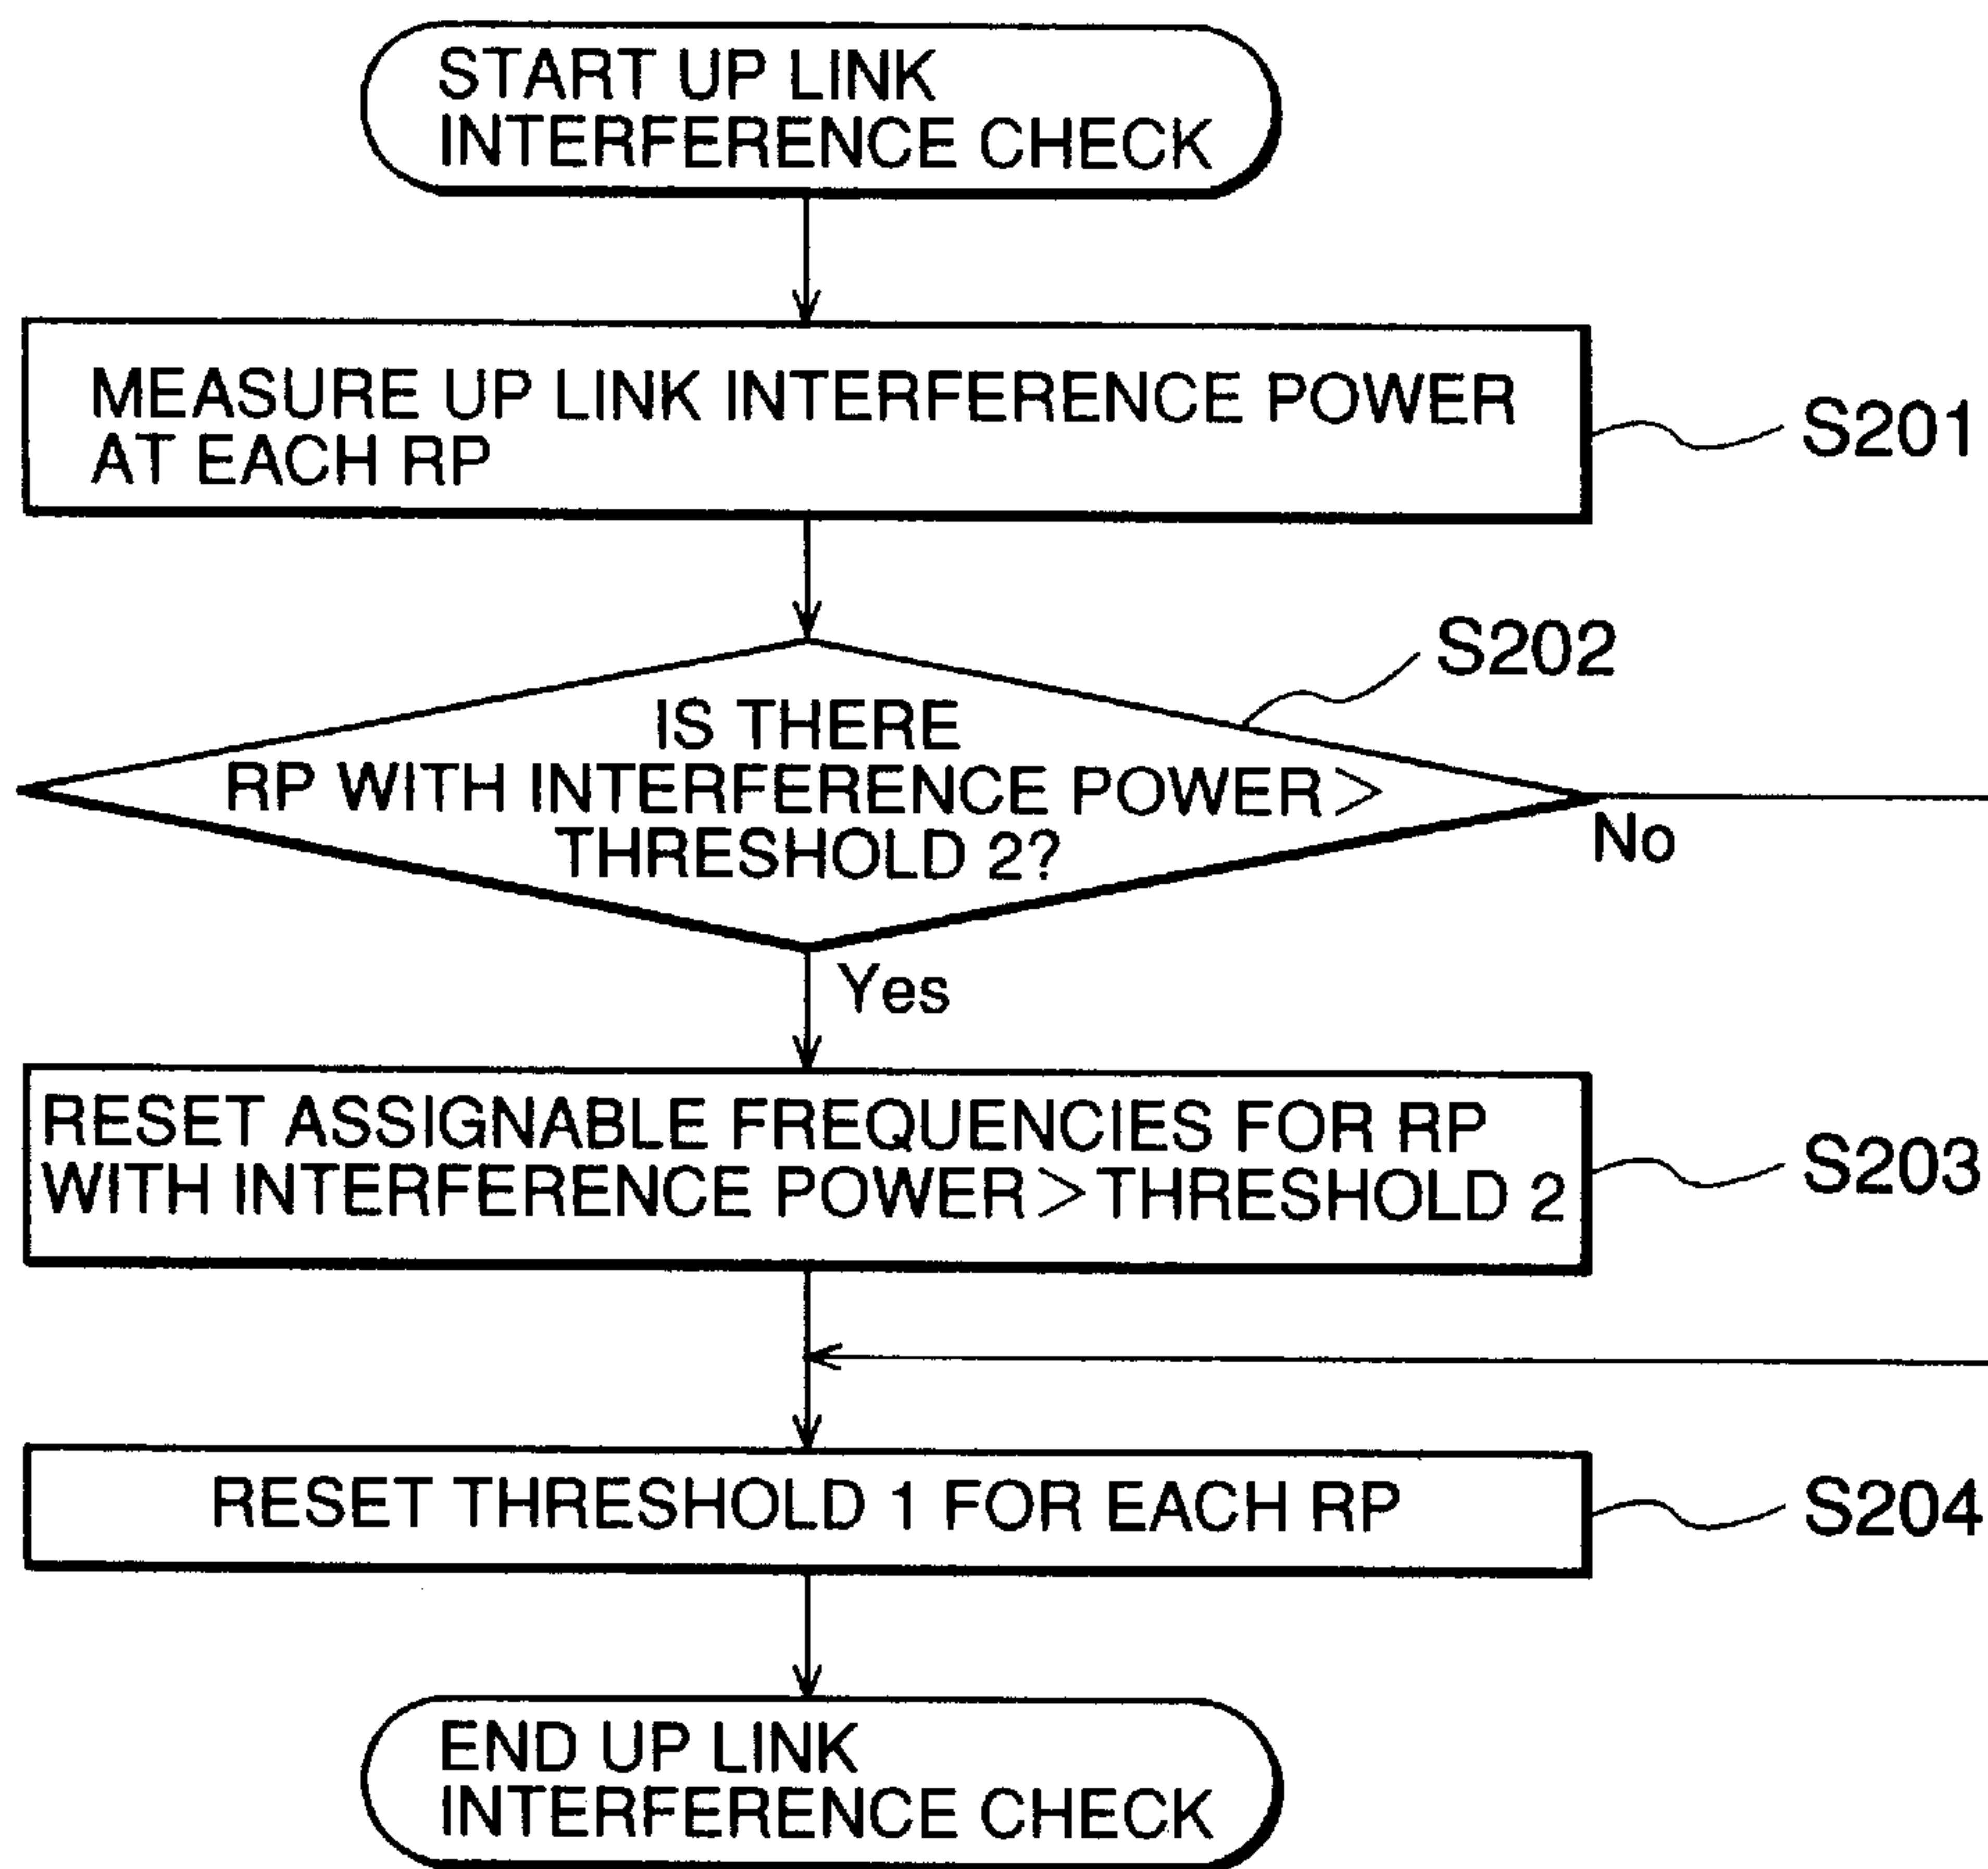 START UP LINK
INTERFERENCE CHECK
MEASURE UP LINK INTERFERENCE POWER
AT EACH RP
S201
S202
IS THERE
RP WITH INTERFERENCE POWER>
THRESHOLD 2?
No
Yes
RESET ASSIGNABLE FREQUENCIES FOR RP
WITH INTERFERENCE POWER>THRESHOLD 2
S203
RESET THRESHOLD 1 FOR EACH RP
S204
END UP LINK
INTERFERENCE CHECK